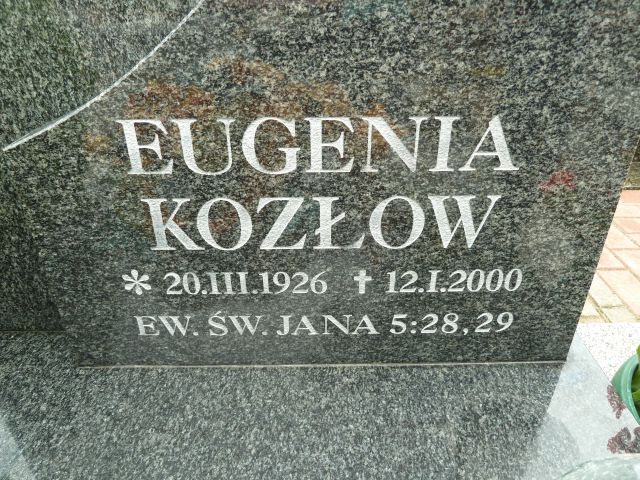 EUGENIA
KOZŁOW
* 20.III.1926 † 12.I.2000
EW. ŚW. JANA 5:28,29